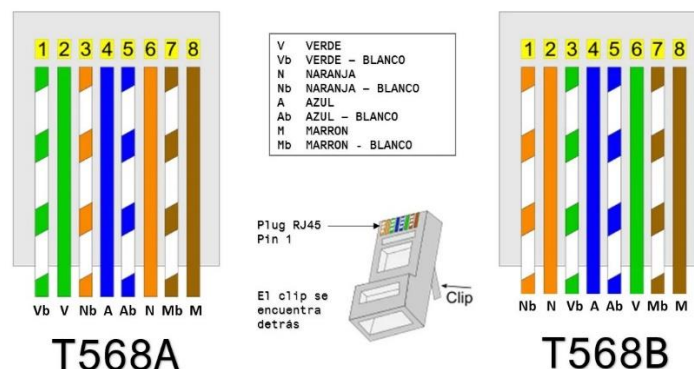 1 2 3 4 5 6 7 8
Vb V Nb A Ab N Mb M
T568A
V VERDE
Vb VERDE – BLANCO
N NARANJA
Nb NARANJA – BLANCO
A AZUL
Ab AZUL – BLANCO
M MARRON
Mb MARRON - BLANCO
Plug RJ45
Pin 1
El clip se
encuentra
detrás
Clip
1 2 3 4 5 6 7 8
Nb N Vb A Ab V Mb M
T568B